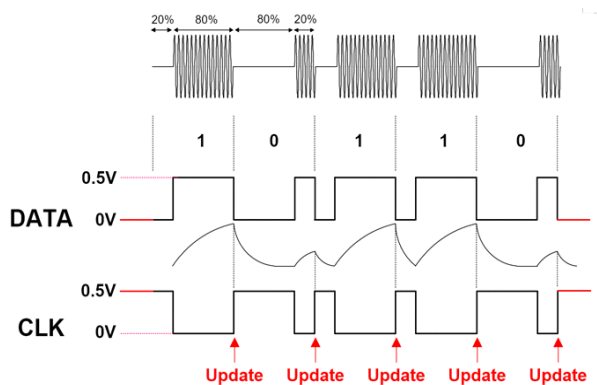 20% 80% 80% 20%
1 0 1 1 0
0.5V
DATA
0V
0.5V
CLK
0V
Update Update Update Update Update